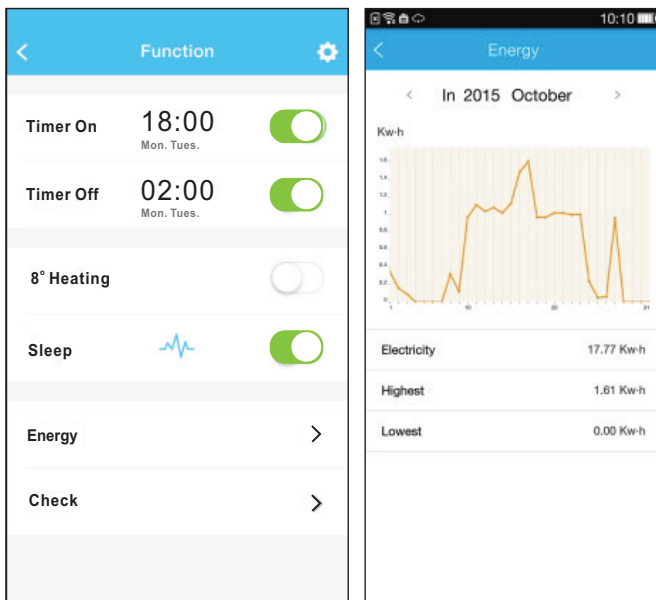 Function
Timer On 18:00
Mon. Tues.
Timer Off 02:00
Mon. Tues.
8° Heating
Sleep
Energy
Check
10:10
Energy
< In 2015 October >
Kw·h
1.6
1.4
1.2
1
0.8
0.6
0.4
0.2
0
1 10 20 31
Electricity 17.77 Kw·h
Highest 1.61 Kw·h
Lowest 0.00 Kw·h